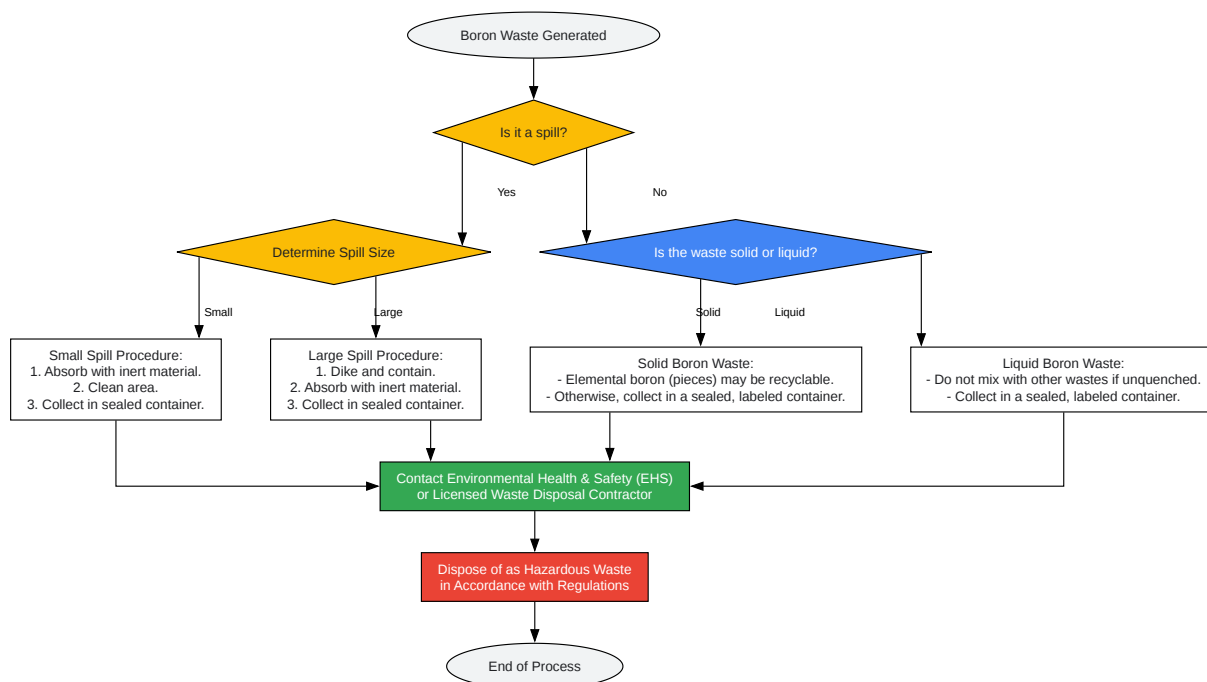 Boron Waste Generated
Is it a spill?
Yes
No
Determine Spill Size
Is the waste solid or liquid?
Small
Large
Solid
Liquid
Small Spill Procedure:
1. Absorb with inert material.
2. Clean area.
3. Collect in sealed container.
Large Spill Procedure:
1. Dike and contain.
2. Absorb with inert material.
3. Collect in sealed container.
Solid Boron Waste:
- Elemental boron (pieces) may be recyclable.
- Otherwise, collect in a sealed, labeled container.
Liquid Boron Waste:
- Do not mix with other wastes if unquenched.
- Collect in a sealed, labeled container.
Contact Environmental Health & Safety (EHS)
or Licensed Waste Disposal Contractor
Dispose of as Hazardous Waste
in Accordance with Regulations
End of Process